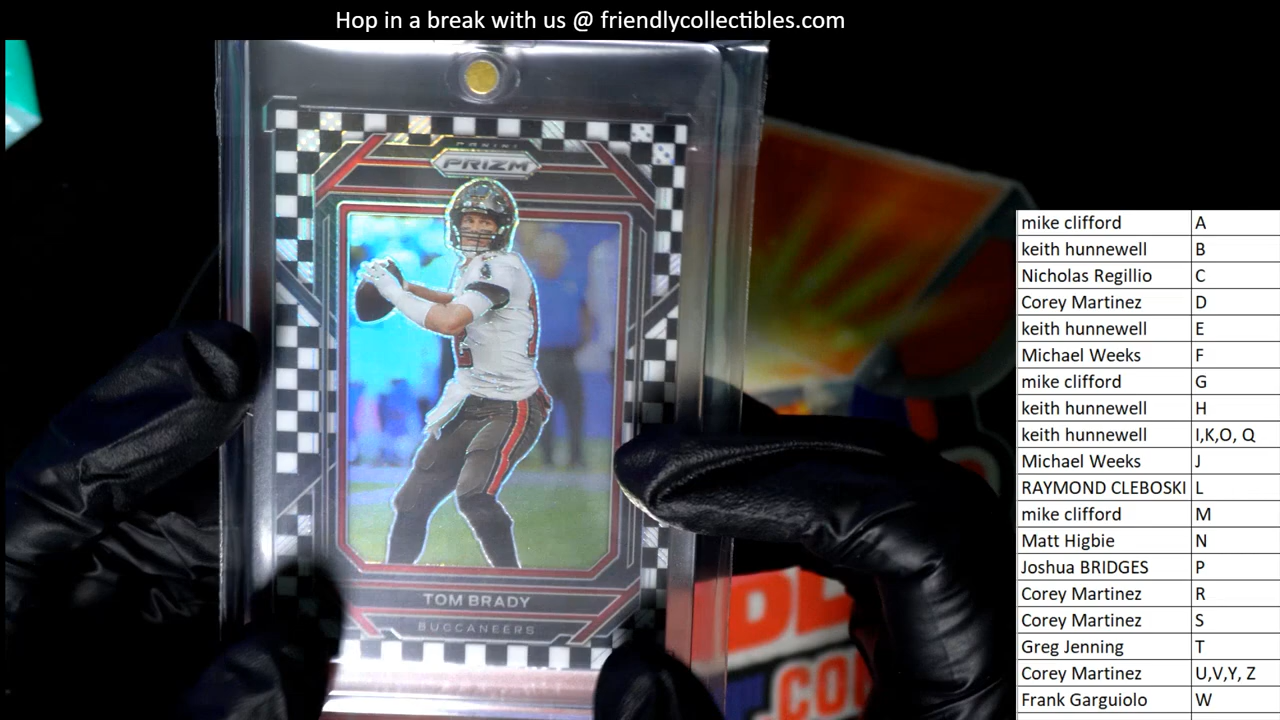 Hop in a break with us @ friendlycollectibles.com
PANINI
PRIZM
TOM BRADY
BUCCANEERS
mike clifford A
keith hunnewell B
Nicholas Regillio C
Corey Martinez D
keith hunnewell E
Michael Weeks F
mike clifford G
keith hunnewell H
keith hunnewell I,K,O, Q
Michael Weeks J
RAYMOND CLEBOSKI L
mike clifford M
Matt Higbie N
Joshua BRIDGES P
Corey Martinez R
Corey Martinez S
Greg Jenning T
Corey Martinez U,V,Y, Z
Frank Garguiolo W